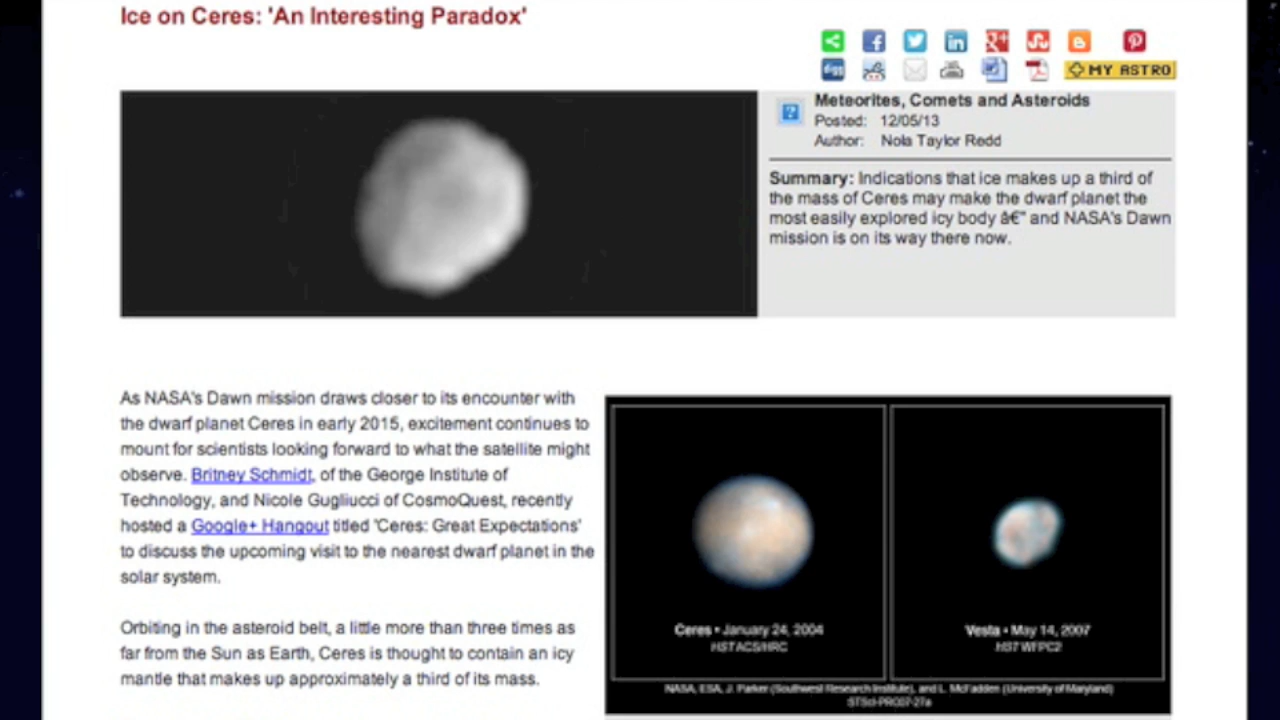 Ice on Ceres: 'An Interesting Paradox'
digg
MY ASTRO
Meteorites, Comets and Asteroids
Posted: 12/05/13
Author: Nola Taylor Redd
Summary: Indications that ice makes up a third of
the mass of Ceres may make the dwarf planet the
most easily explored icy body â€" and NASA's Dawn
mission is on its way there now.
As NASA's Dawn mission draws closer to its encounter with
the dwarf planet Ceres in early 2015, excitement continues to
mount for scientists looking forward to what the satellite might
observe. Britney Schmidt, of the George Institute of
Technology, and Nicole Gugliucci of CosmoQuest, recently
hosted a Google+ Hangout titled 'Ceres: Great Expectations'
to discuss the upcoming visit to the nearest dwarf planet in the
solar system.
Orbiting in the asteroid belt, a little more than three times as
far from the Sun as Earth, Ceres is thought to contain an icy
mantle that makes up approximately a third of its mass.
Ceres • January 24, 2004
HST ACS/HRC
Vesta • May 14, 2007
HST WFPC2
NASA, ESA, J. Parker (Southwest Research Institute), and L. McFadden (University of Maryland)
STScI-PRC07-27a